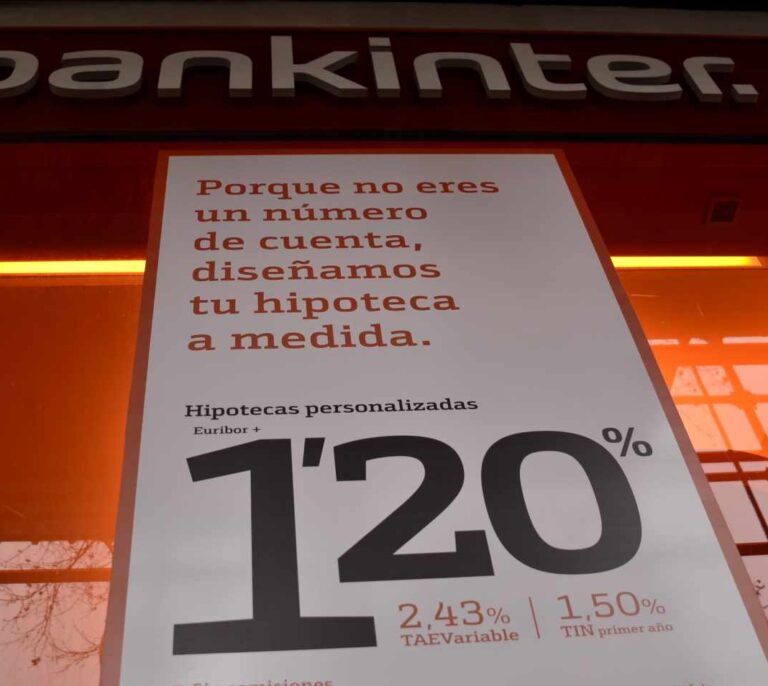 bankinter.
Porque no eres
un número
de cuenta,
diseñamos
tu hipoteca
a medida.
Hipotecas personalizadas
Euribor +
1'20%
2,43% | 1,50%
TAEVariable | TIN primer año